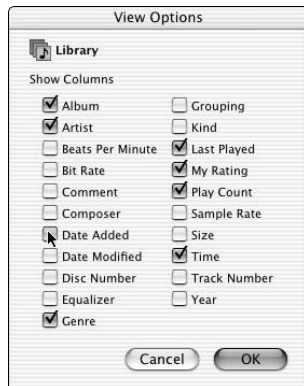 View Options
Library
Show Columns
Album
Artist
Beats Per Minute
Bit Rate
Comment
Composer
Date Added
Date Modified
Disc Number
Equalizer
Genre
Grouping
Kind
Last Played
My Rating
Play Count
Sample Rate
Size
Time
Track Number
Year
Cancel
OK